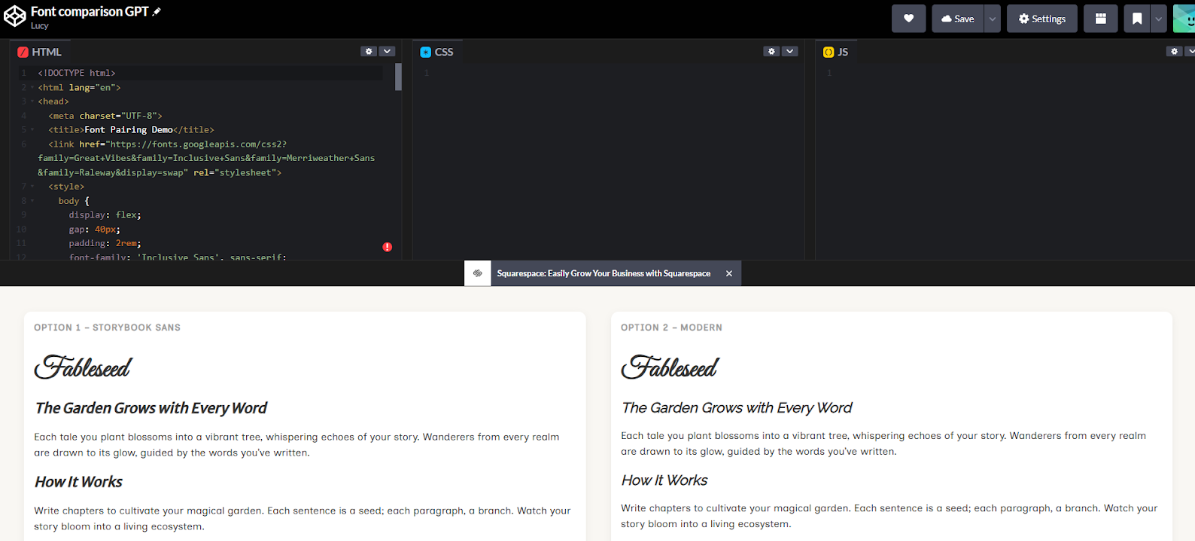 Font comparison GPT
Lucy
Save
Settings
HTML
CSS
JS
1 <!DOCTYPE html>
2 <html lang="en">
3 <head>
4 <meta charset="UTF-8">
5 <title>Font Pairing Demo</title>
6 <link href="https://fonts.googleapis.com/css2?
family=Great+Vibes&family=Inclusive+Sans&family=Merriweather+Sans
&family=Raleway&display=swap" rel="stylesheet">
7 <style>
8 body {
9 display: flex;
10 gap: 40px;
11 padding: 2rem;
12 font-family: 'Inclusive Sans', sans-serif;
1
1
Squarespace: Easily Grow Your Business with Squarespace
OPTION 1 – STORYBOOK SANS
Fableseed
The Garden Grows with Every Word
Each tale you plant blossoms into a vibrant tree, whispering echoes of your story. Wanderers from every realm
are drawn to its glow, guided by the words you've written.
How It Works
Write chapters to cultivate your magical garden. Each sentence is a seed; each paragraph, a branch. Watch your
story bloom into a living ecosystem.
OPTION 2 – MODERN
Fableseed
The Garden Grows with Every Word
Each tale you plant blossoms into a vibrant tree, whispering echoes of your story. Wanderers from every realm
are drawn to its glow, guided by the words you've written.
How It Works
Write chapters to cultivate your magical garden. Each sentence is a seed; each paragraph, a branch. Watch your
story bloom into a living ecosystem.